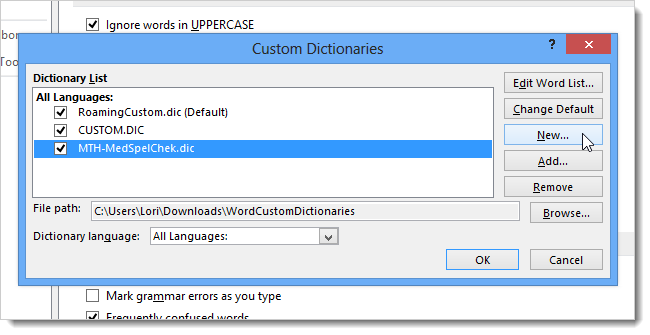 Ignore words in UPPERCASE
bor
Too
Custom Dictionaries
?
Dictionary List
All Languages:
RoamingCustom.dic (Default)
CUSTOM.DIC
MTH-MedSpelChek.dic
Edit Word List...
Change Default
New...
Add...
Remove
File path:
C:\Users\Lori\Downloads\WordCustomDictionaries
Browse...
Dictionary language:
All Languages:
OK
Cancel
Mark grammar errors as you type
Frequently confused words